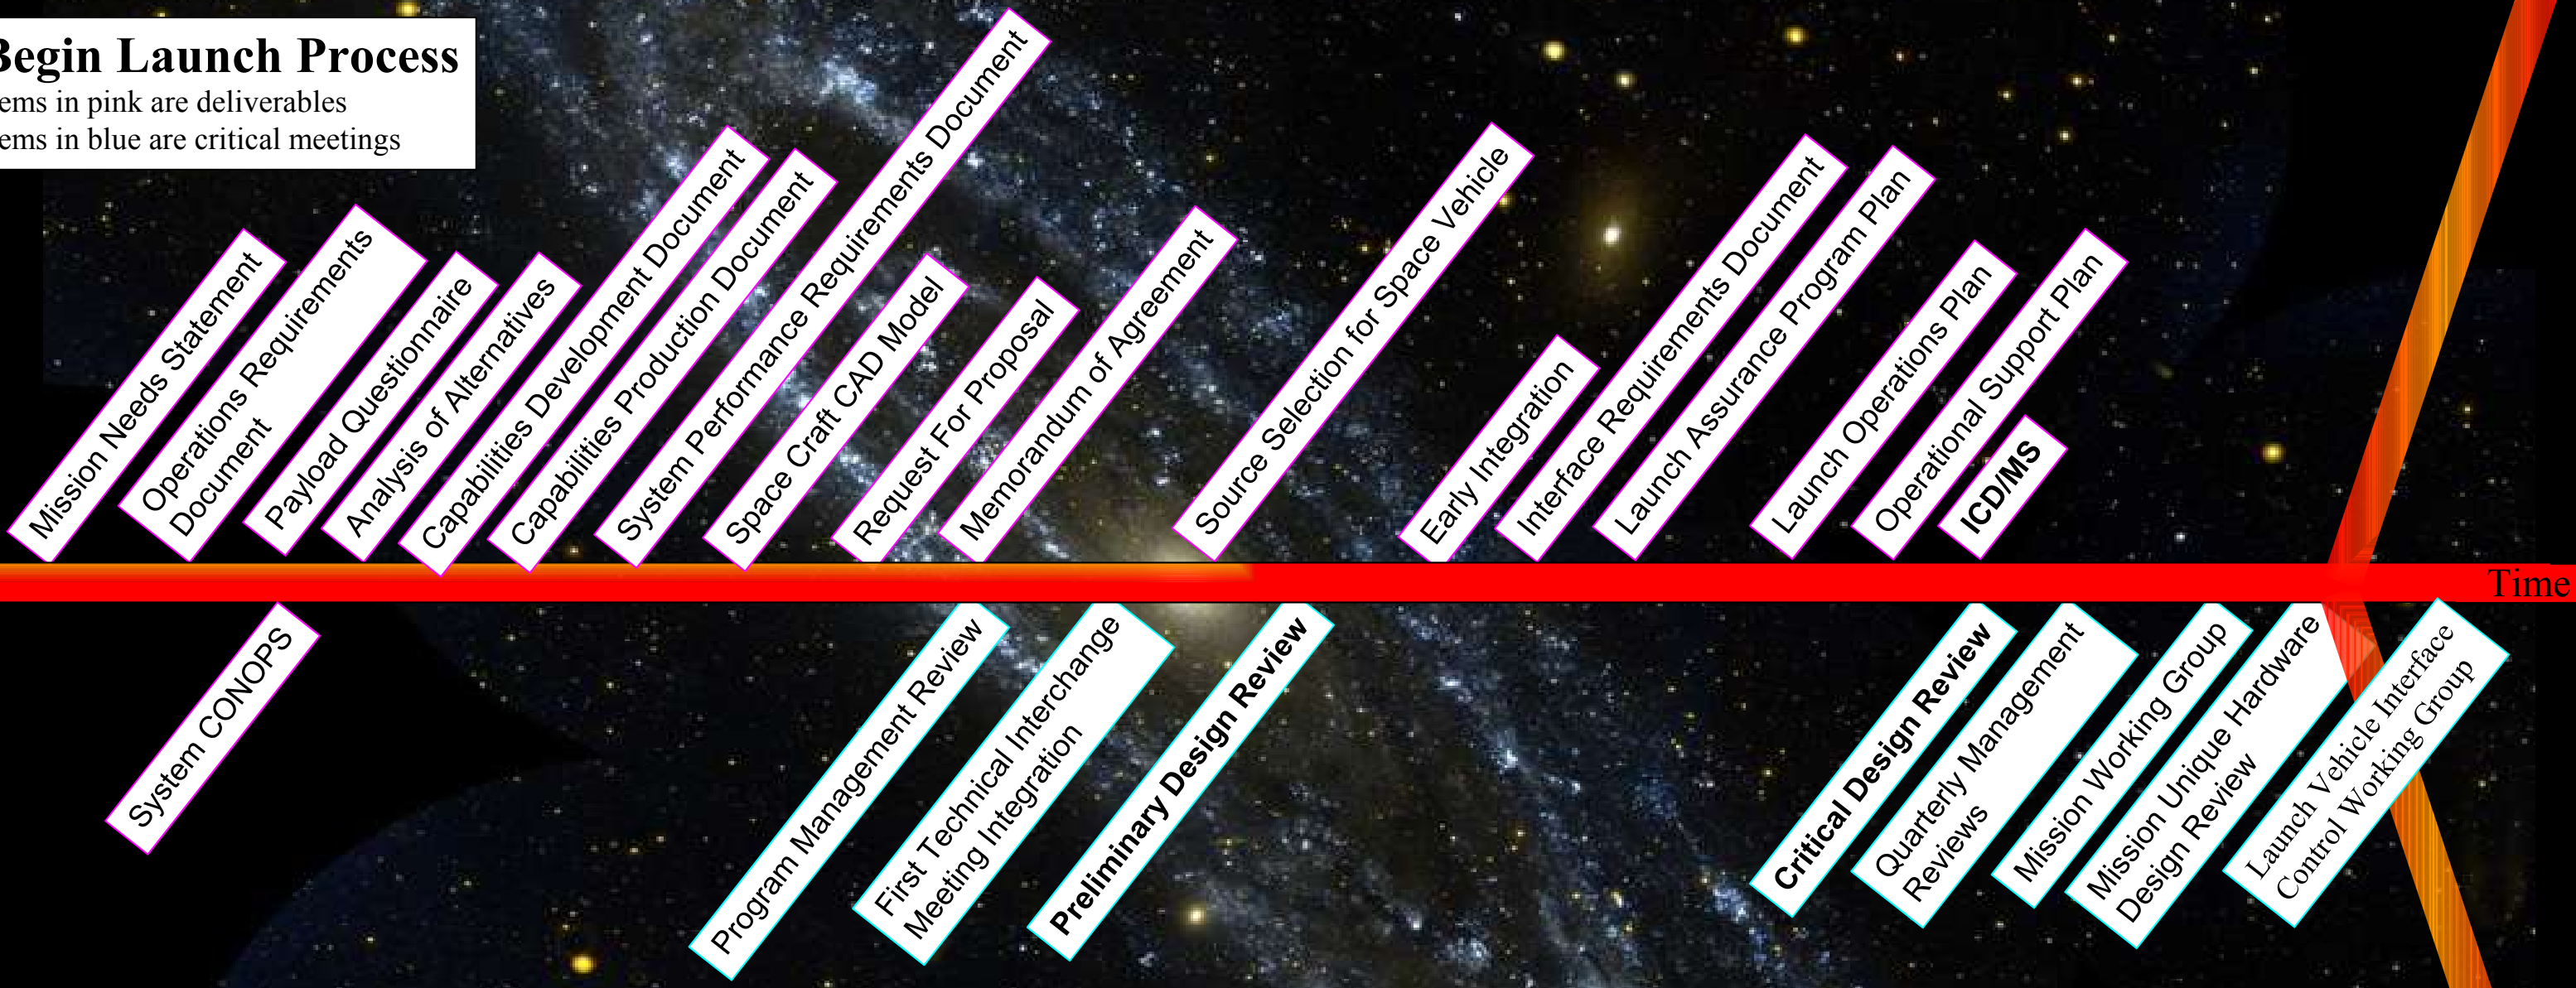 Begin Launch Process
ems in pink are deliverables
ems in blue are critical meetings
Mission Needs Statement
Operations Requirements
Document
Payload Questionnaire
Analysis of Alternatives
Capabilities Development Document
Capabilities Production Document
System Performance Requirements Document
Space Craft CAD Model
Request For Proposal
Memorandum of Agreement
Source Selection for Space Vehicle
Early Integration
Interface Requirements Document
Launch Assurance Program Plan
Launch Operations Plan
Operational Support Plan
ICD/MS
Time
System CONOPS
Program Management Review
First Technical Interchange
Meeting Integration
Preliminary Design Review
Critical Design Review
Quarterly Management
Reviews
Mission Working Group
Mission Unique Hardware
Design Review
Launch Vehicle Interface
Control Working Group